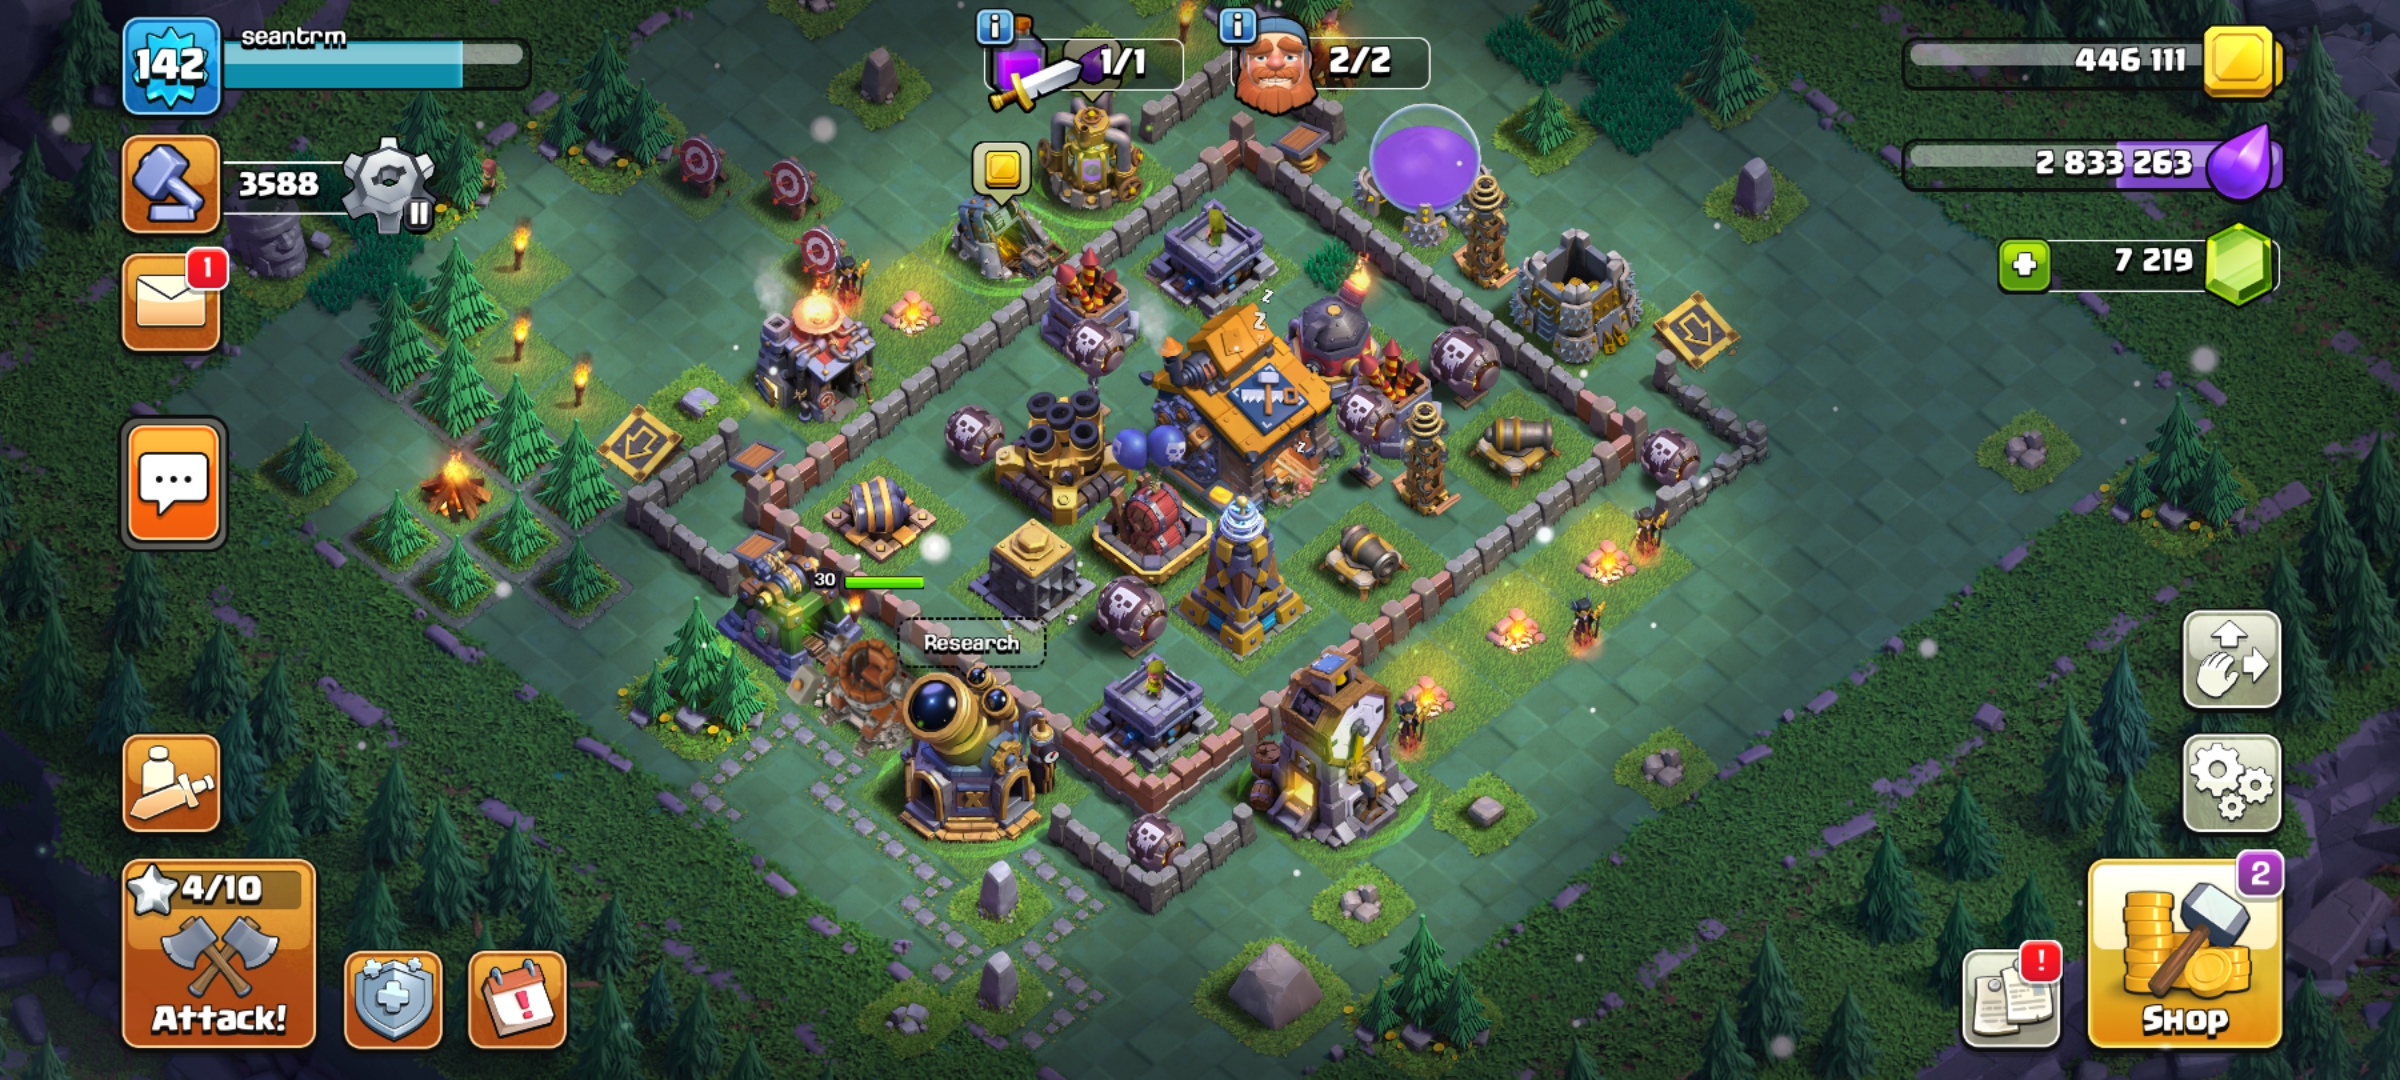 142
seantrm
1/1
2/2
446 111
3588
2 833 263
1
7 219
30
Research
4/10
Attack!
2
!
Shop
z
z
z